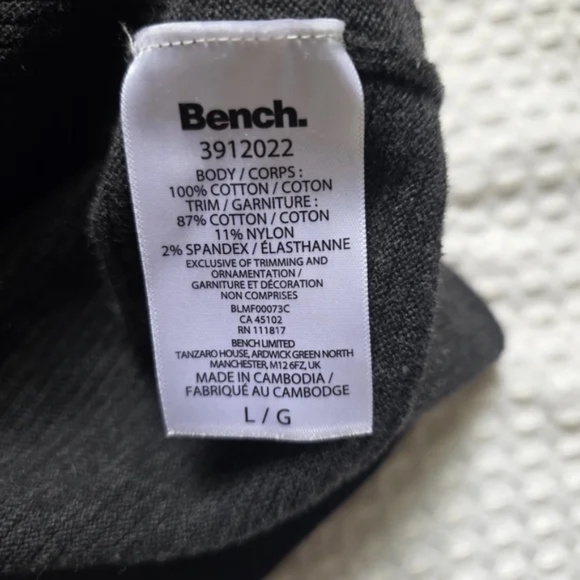 Bench.
3912022
BODY / CORPS :
100% COTTON / COTON
TRIM / GARNITURE :
87% COTTON / COTON
11% NYLON
2% SPANDEX / ÉLASTHANNE
EXCLUSIVE OF TRIMMING AND
ORNAMENTATION /
GARNITURE ET DÉCORATION
NON COMPRISES
BLMF00073C
CA 45102
RN 111817
BENCH LIMITED
TANZARO HOUSE, ARDWICK GREEN NORTH
MANCHESTER, M12 6FZ, UK
MADE IN CAMBODIA /
FABRIQUÉ AU CAMBODGE
L / G